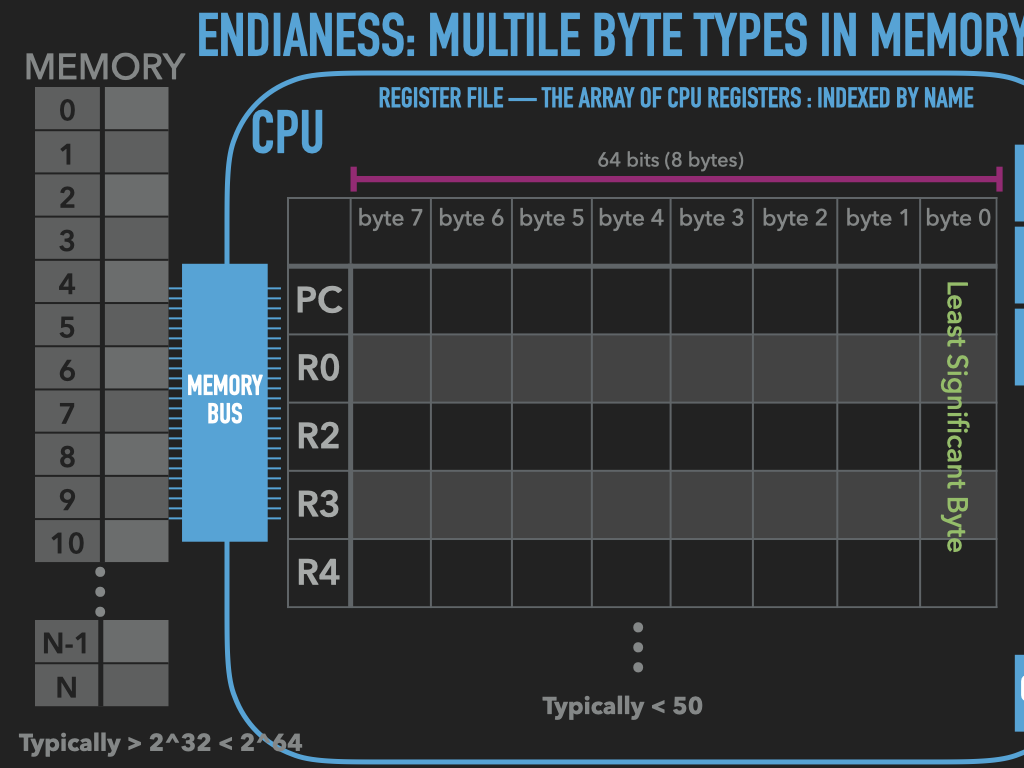 ENDIANESS: MULTILE BYTE TYPES IN MEMORY
MEMORY
0
1
2
3
4
5
6
7
8
9
10
N-1
N
Typically > 2^32 < 2^64
MEMORY
BUS
CPU
REGISTER FILE — THE ARRAY OF CPU REGISTERS : INDEXED BY NAME
64 bits (8 bytes)
byte 7 byte 6 byte 5 byte 4 byte 3 byte 2 byte 1 byte 0
PC
R0
R2
R3
R4
Least Significant Byte
Typically < 50